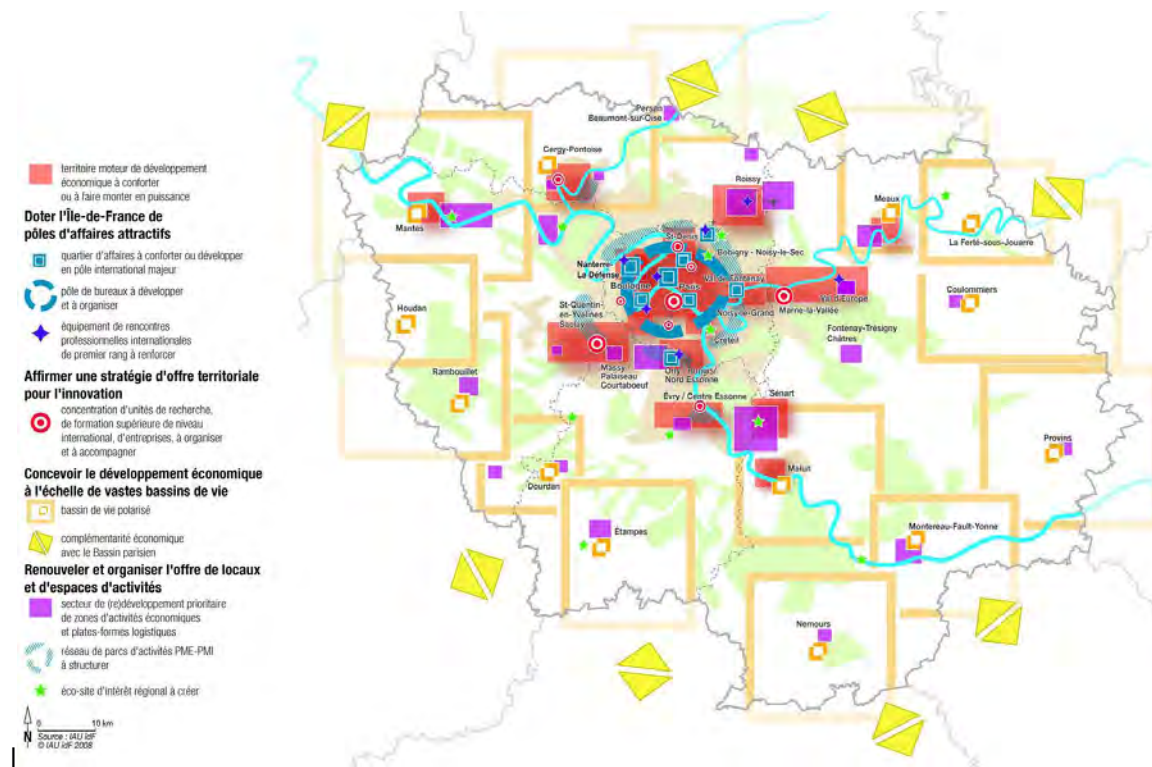 territoire moteur de développement
économique à conforter
ou à faire monter en puissance
Doter l'Île-de-France de
pôles d'affaires attractifs
quartier d'affaires à conforter ou développer
en pôle international majeur
pôle de bureaux à développer
et à organiser
équipement de rencontres
professionnelles internationales
de premier rang à renforcer
Affirmer une stratégie d'offre territoriale
pour l'innovation
concentration d'unités de recherche,
de formation supérieure de niveau
international, d'entreprises, à organiser
et à accompagner
Concevoir le développement économique
à l'échelle de vastes bassins de vie
bassin de vie polarisé
complémentarité économique
avec le Bassin parisien
Renouveler et organiser l'offre de locaux
et d'espaces d'activités
secteur de (re)développement prioritaire
de zones d'activités économiques
et plates-formes logistiques
réseau de parcs d'activités PME-PMI
à structurer
éco-site d'intérêt régional à créer
0 10 km
N
Source : IAU îdF
© IAU îdF 2008
Persan
Beaumont-sur-Oise
Cergy-Pontoise
Roissy
Meaux
Mantes
La Ferté-sous-Jouarre
St-Denis
Bobigny - Noisy-le-Sec
Nanterre-
La Défense
Val de Fontenay
Boulogne
Paris
Val d'Europe
Marne-la-Vallée
Coulommiers
Houdan
St-Quentin-
en-Yvelines
Saclay
Noisy-le-Grand
Créteil
Fontenay-Trésigny
Châtres
Rambouillet
Massy
Palaiseau
Gourtaboeuf
Orly - Rungis/
Nord Essonne
Évry / Centre Essonne
Sénart
Provins
Dourdan
Melun
Étampes
Montereau-Fault-Yonne
Nemours